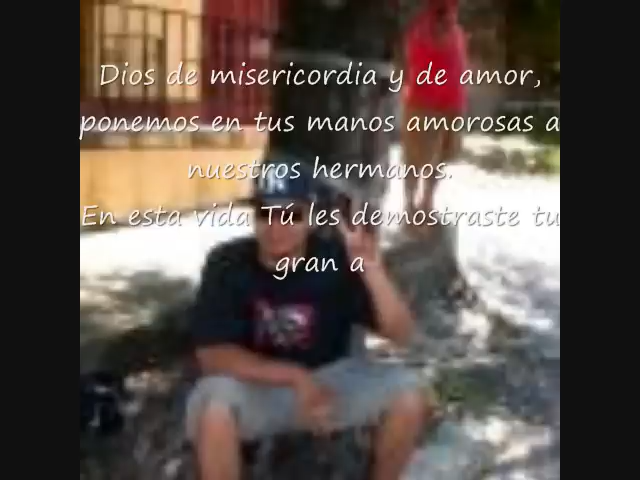 Dios de misericordia y de amor,
ponemos en tus manos amorosas a
nuestros hermanos.
En esta vida Tú les demostraste tu
gran a